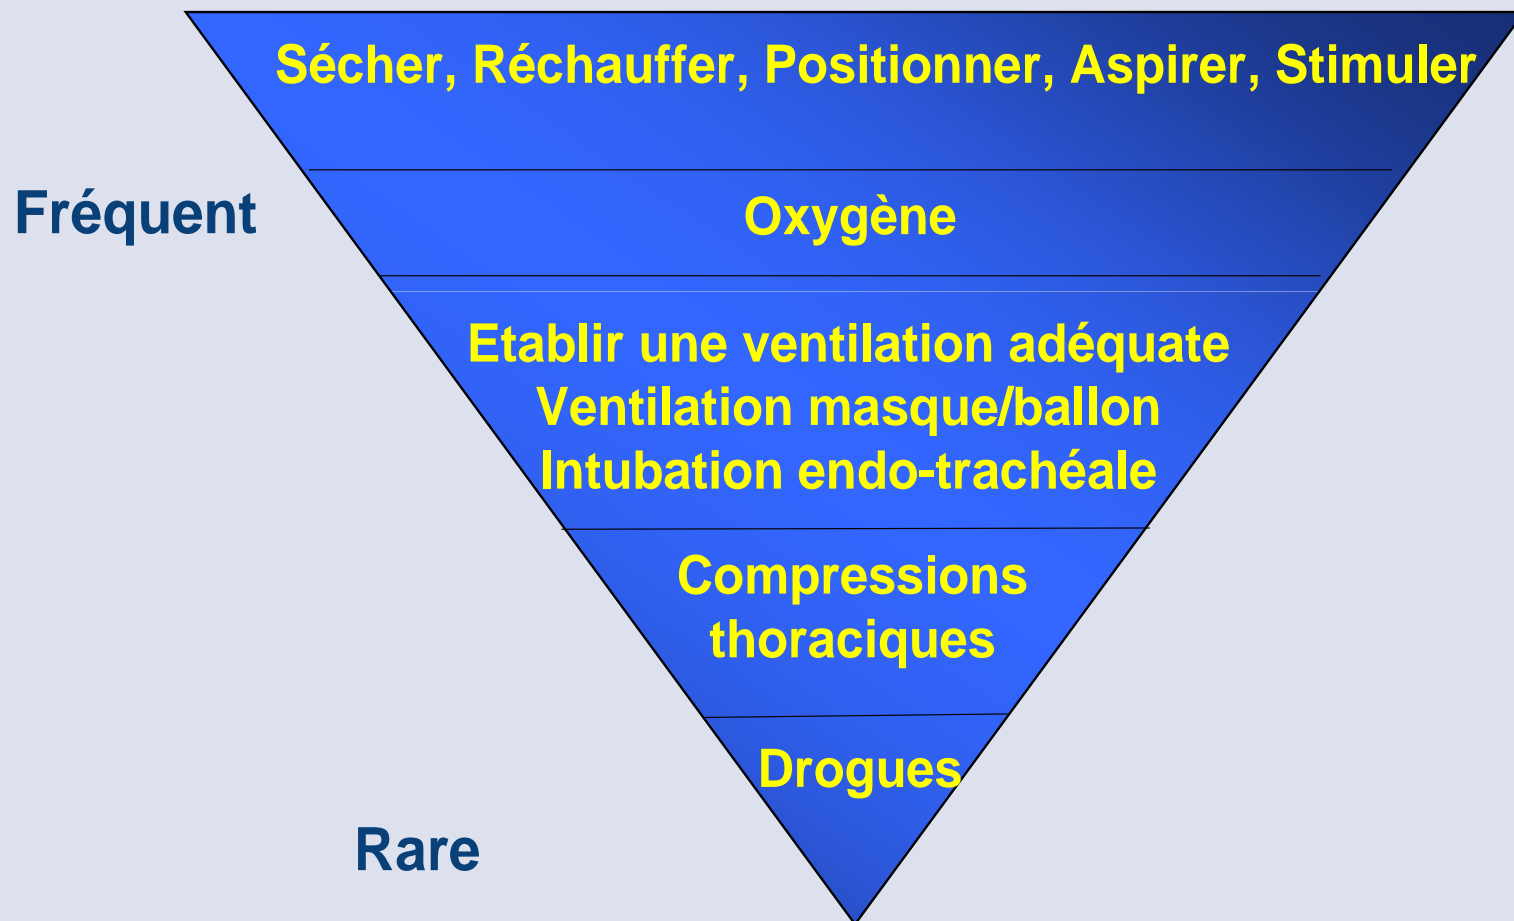 Sécher, Réchauffer, Positionner, Aspirer, Stimuler
Fréquent
Oxygène
Etablir une ventilation adéquate
Ventilation masque/ballon
Intubation endo-trachéale
Compressions
thoraciques
Drogues
Rare